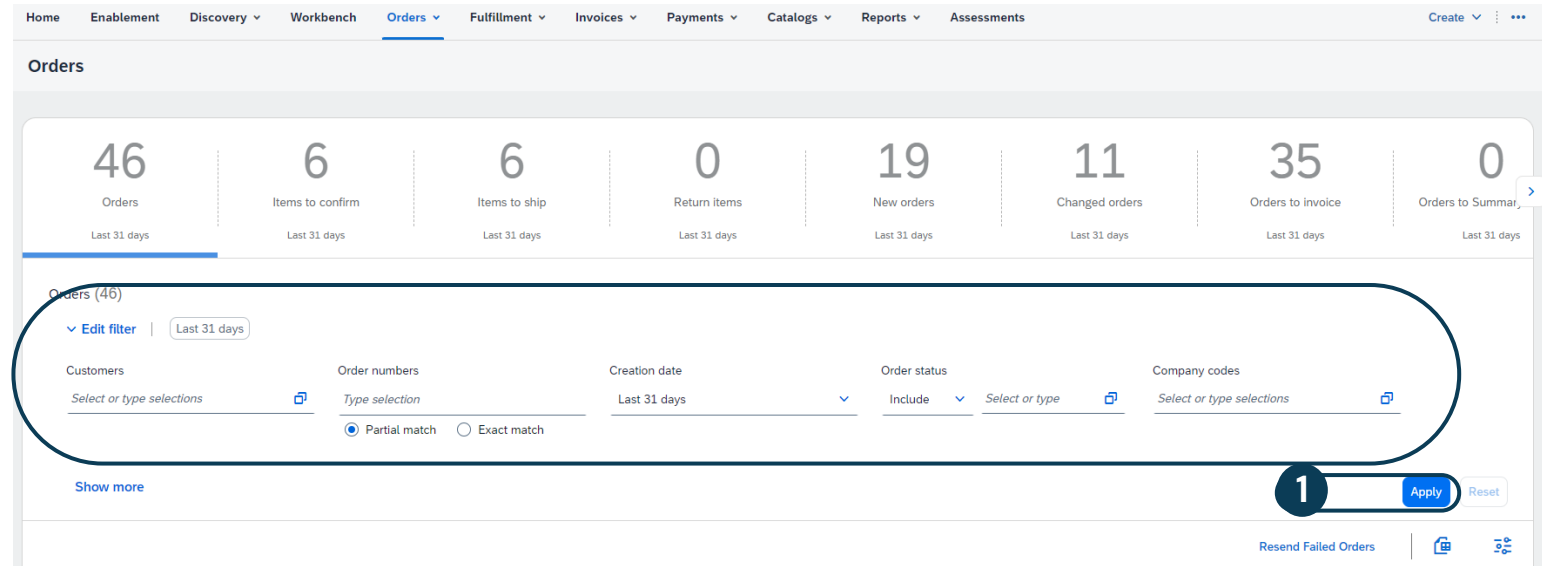 Home Enablement Discovery Workbench Orders Fulfillment Invoices Payments Catalogs Reports Assessments Create
Orders
46 6 6 0 19 11 35 0
Orders Items to confirm Items to ship Return items New orders Changed orders Orders to invoice Orders to Summary
Last 31 days Last 31 days Last 31 days Last 31 days Last 31 days Last 31 days Last 31 days Last 31 days
Orders (46)
Edit filter Last 31 days
Customers Order numbers Creation date Order status Company codes
Select or type selections Type selection Last 31 days Include Select or type Select or type selections
Partial match Exact match
Show more 1 Apply Reset
Resend Failed Orders